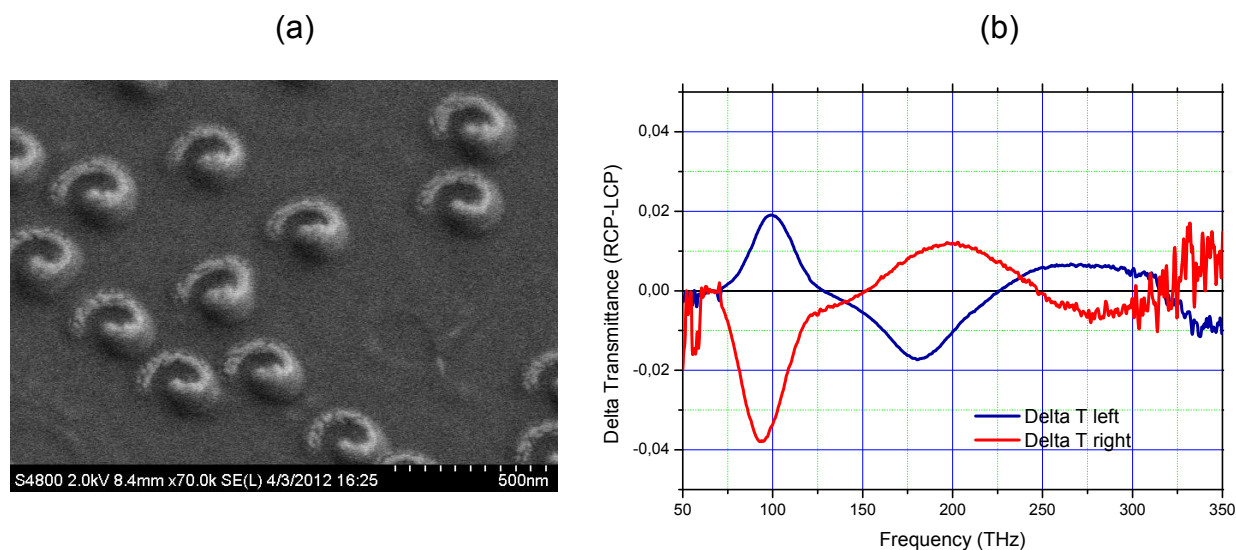 (a)
(b)
S4800 2.0kV 8.4mm x70.0k SE(L) 4/3/2012 16:25
500nm
Delta Transmittance (RCP-LCP)
0,04
0,02
0,00
-0,02
-0,04
Delta T left
Delta T right
50 100 150 200 250 300 350
Frequency (THz)